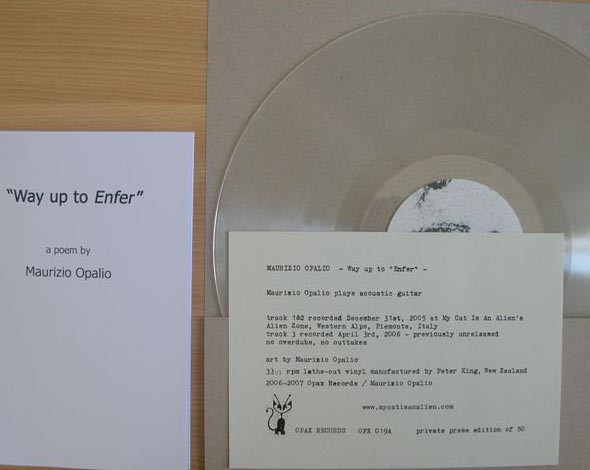 "Way up to Enfer"
a poem by
Maurizio Opalio
MAURIZIO OPALIO - Way up to "Enfer" -
Maurizio Opalio plays acoustic guitar
track 1&2 recorded December 31st, 2005 at My Cat Is An Alien's
Alien Zone, Western Alps, Piemonte, Italy
track 3 recorded April 3rd, 2006 - previously unreleased
no overdubs, no outtakes
art by Maurizio Opalio
33 1/3 rpm lathe-cut vinyl manufactured by Peter King, New Zealand
2006-2007 Opax Records / Maurizio Opalio
www.mycatisanalien.com
OPAX RECORDS OPX 019A private press edition of 50